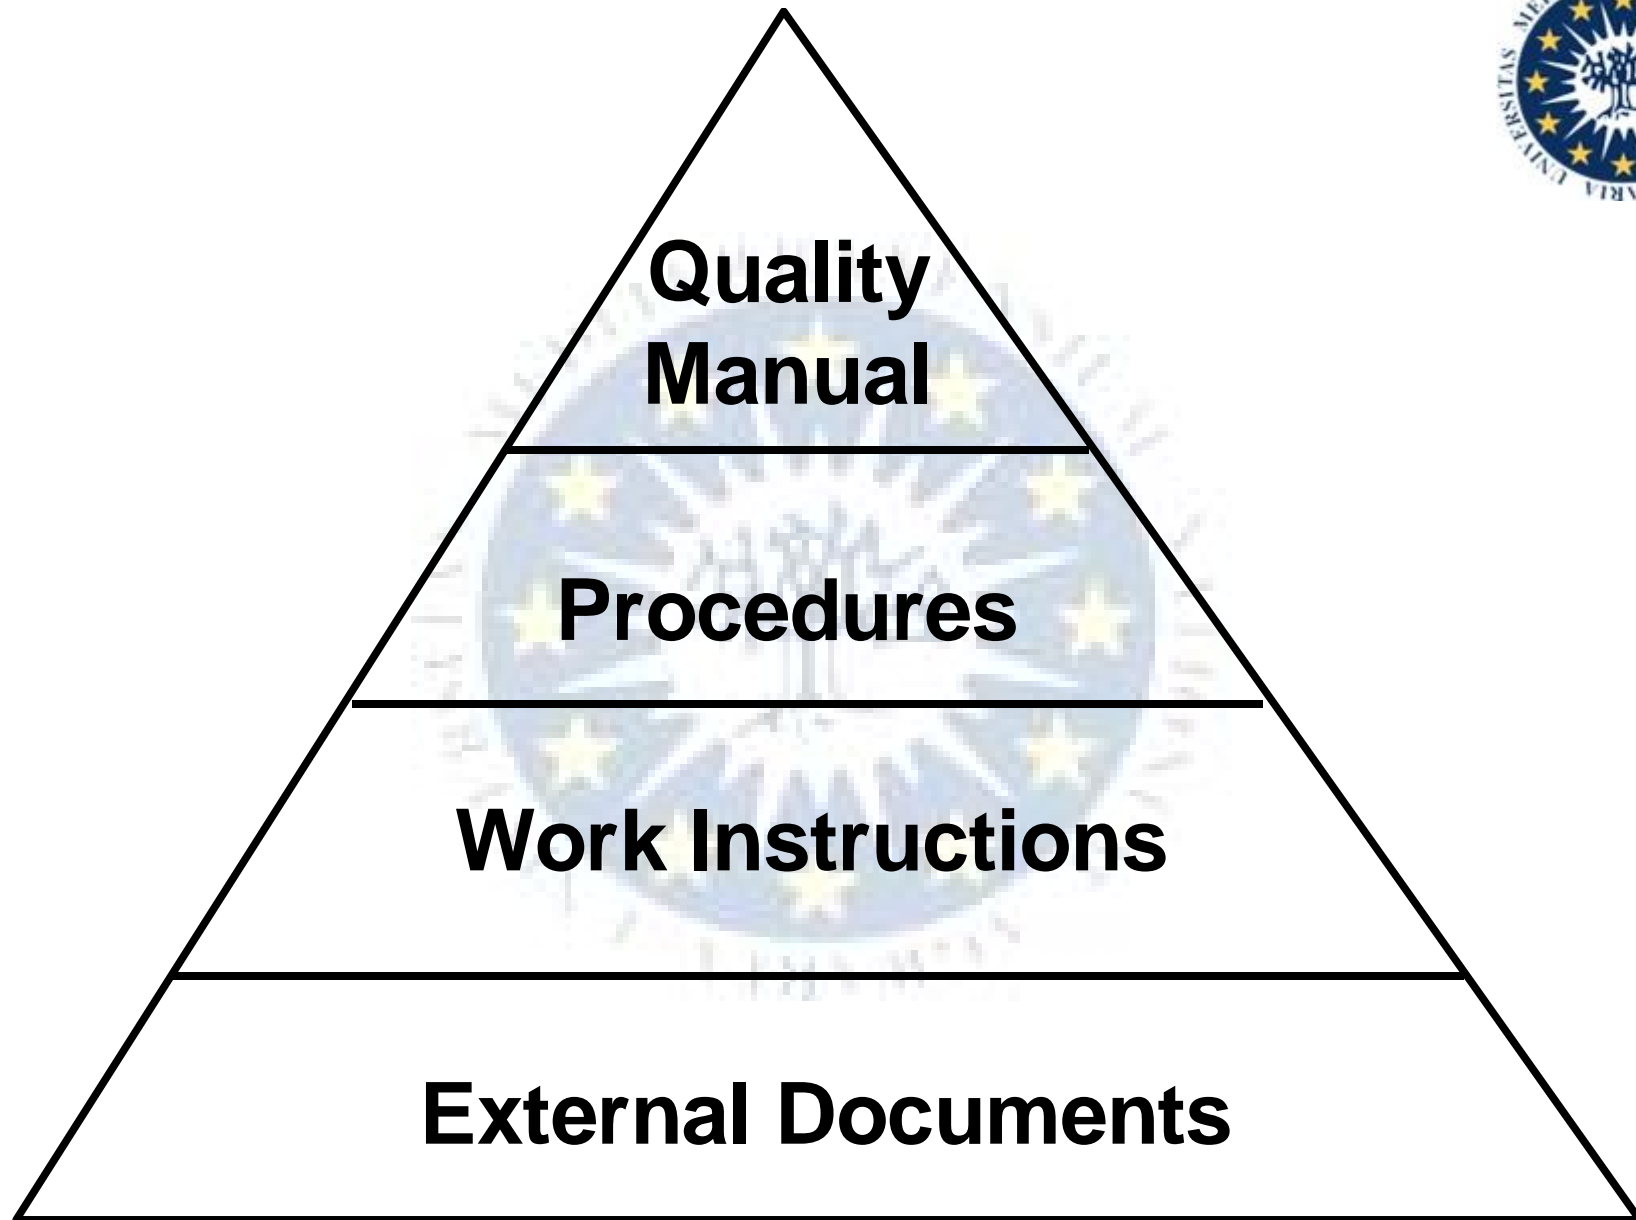 Quality
Manual
Procedures
Work Instructions
External Documents